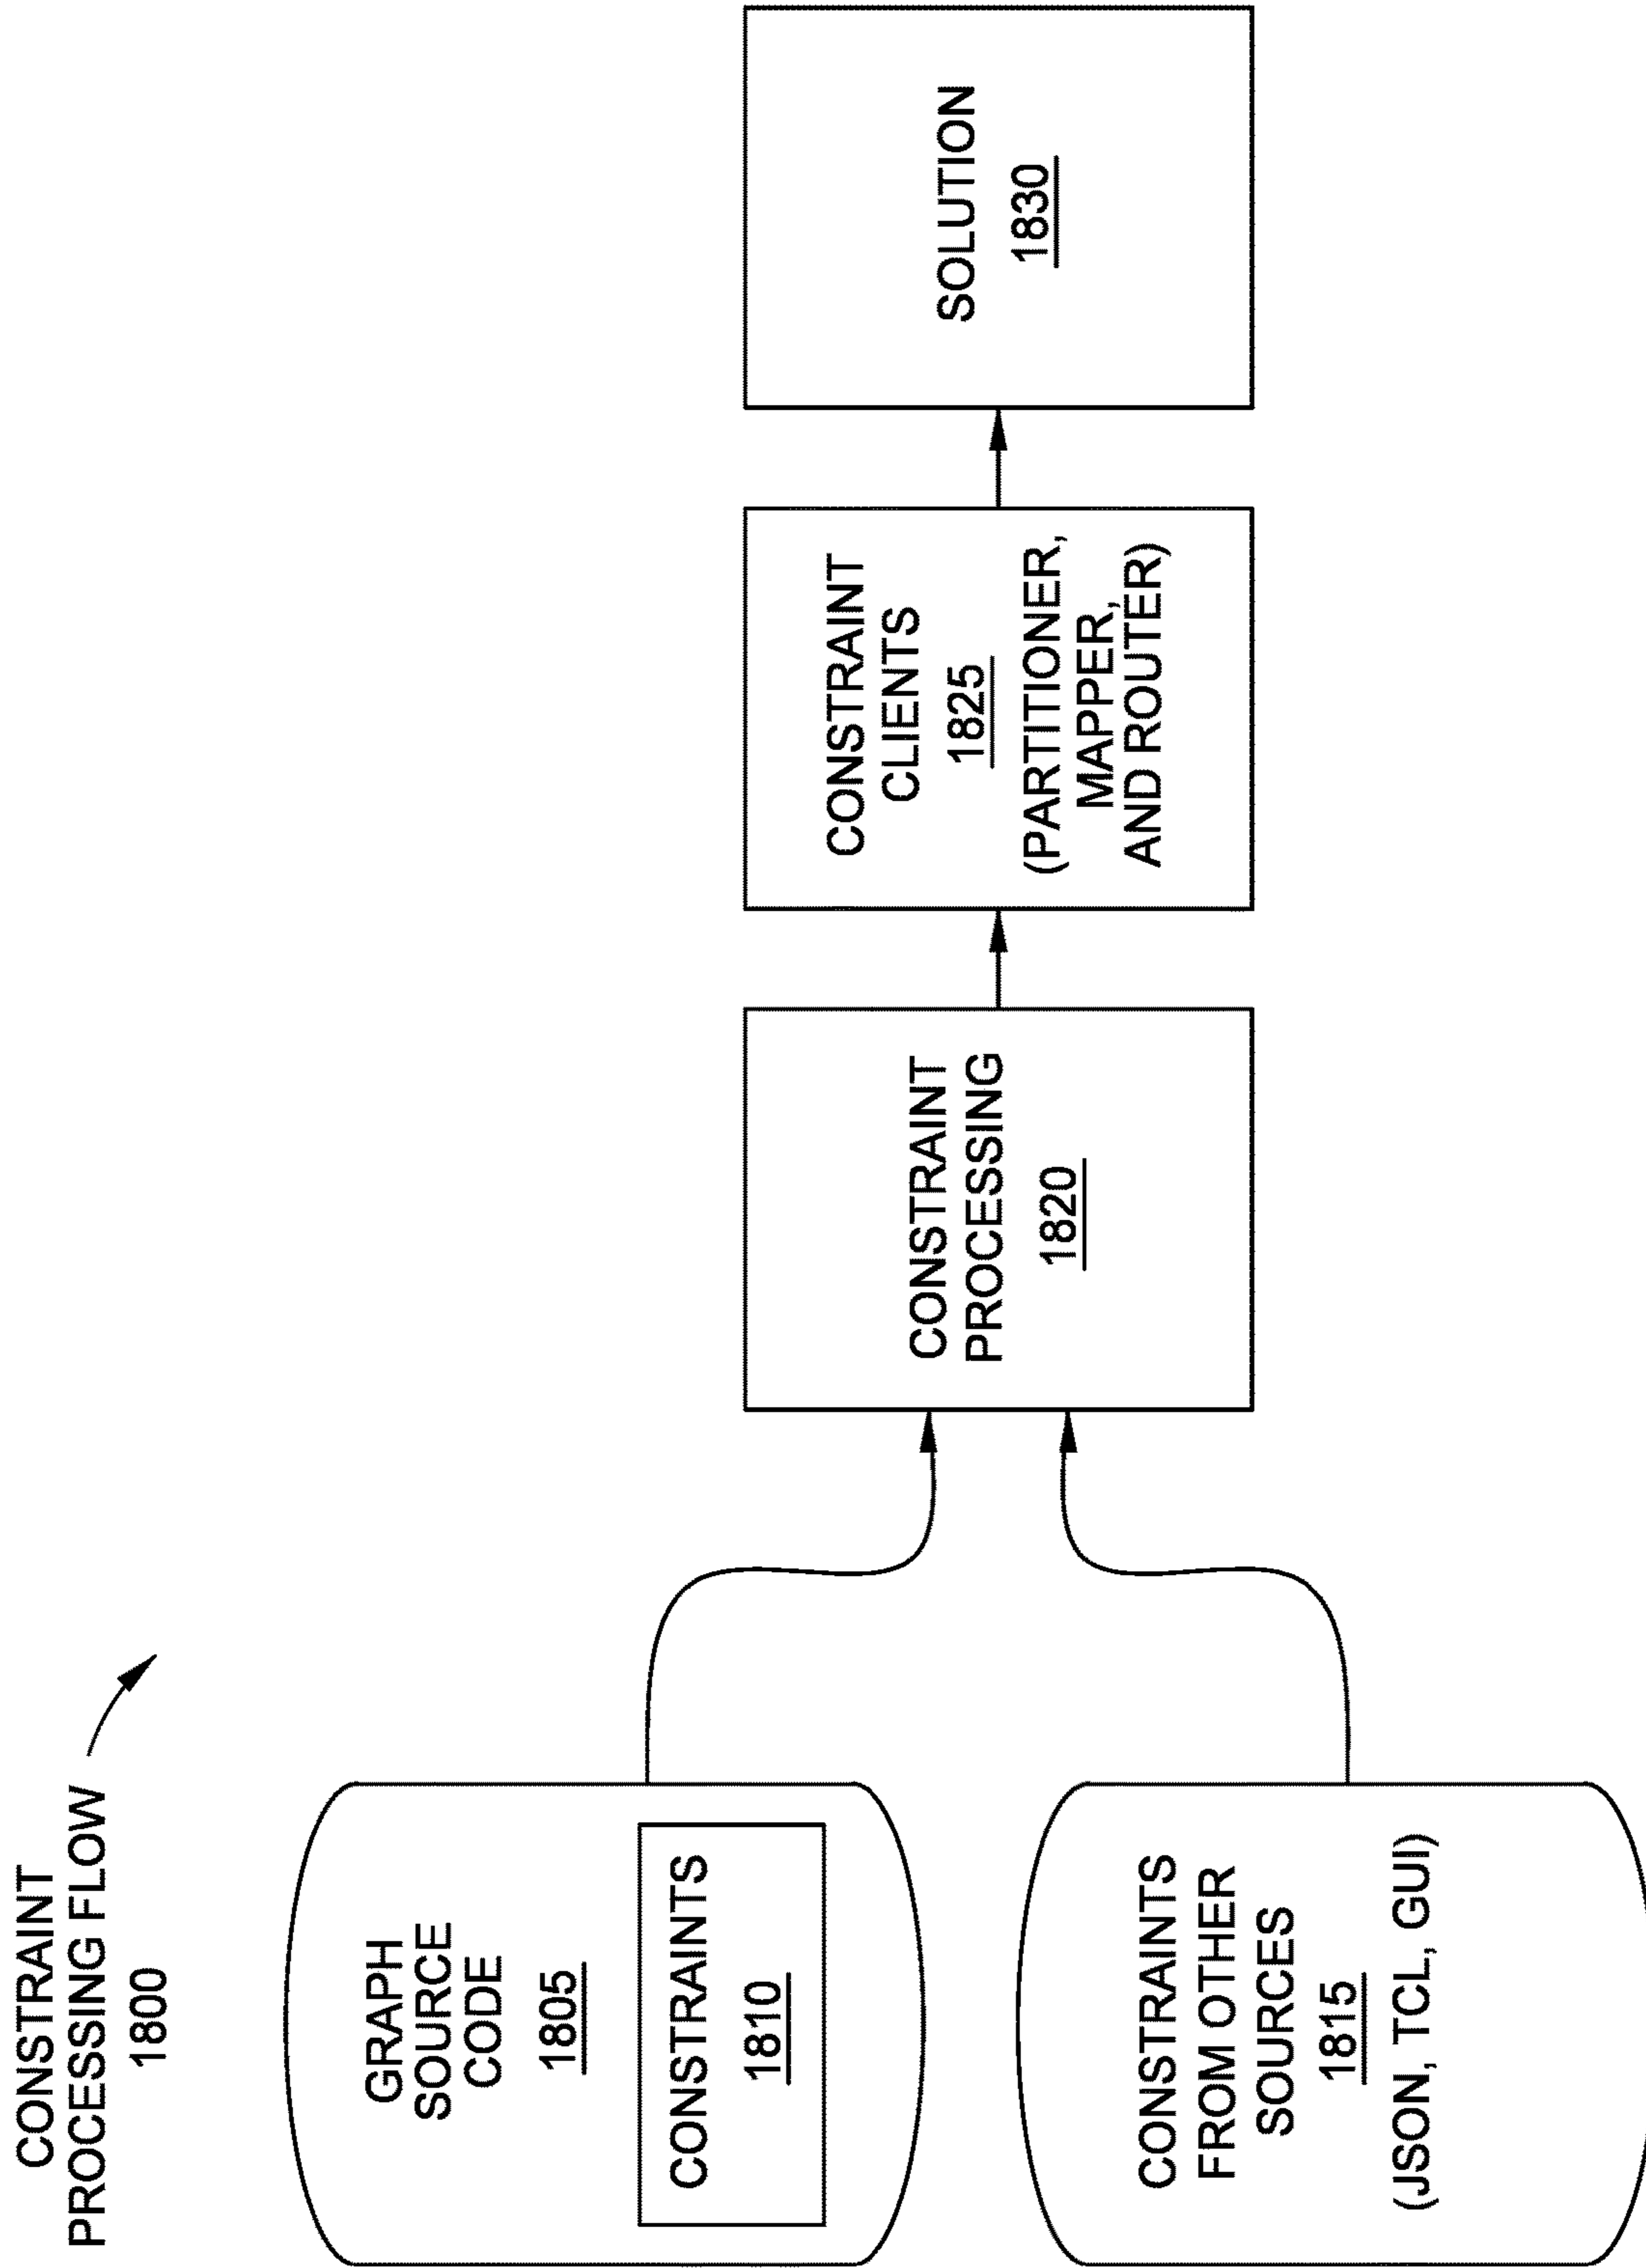 CONSTRAINT
PROCESSING FLOW
1800
GRAPH
SOURCE
CODE
1805
CONSTRAINTS
1810
CONSTRAINTS
FROM OTHER
SOURCES
1815
(JSON, TCL, GUI)
CONSTRAINT
PROCESSING
1820
CONSTRAINT
CLIENTS
1825
(PARTITIONER,
MAPPER,
AND ROUTER)
SOLUTION
1830